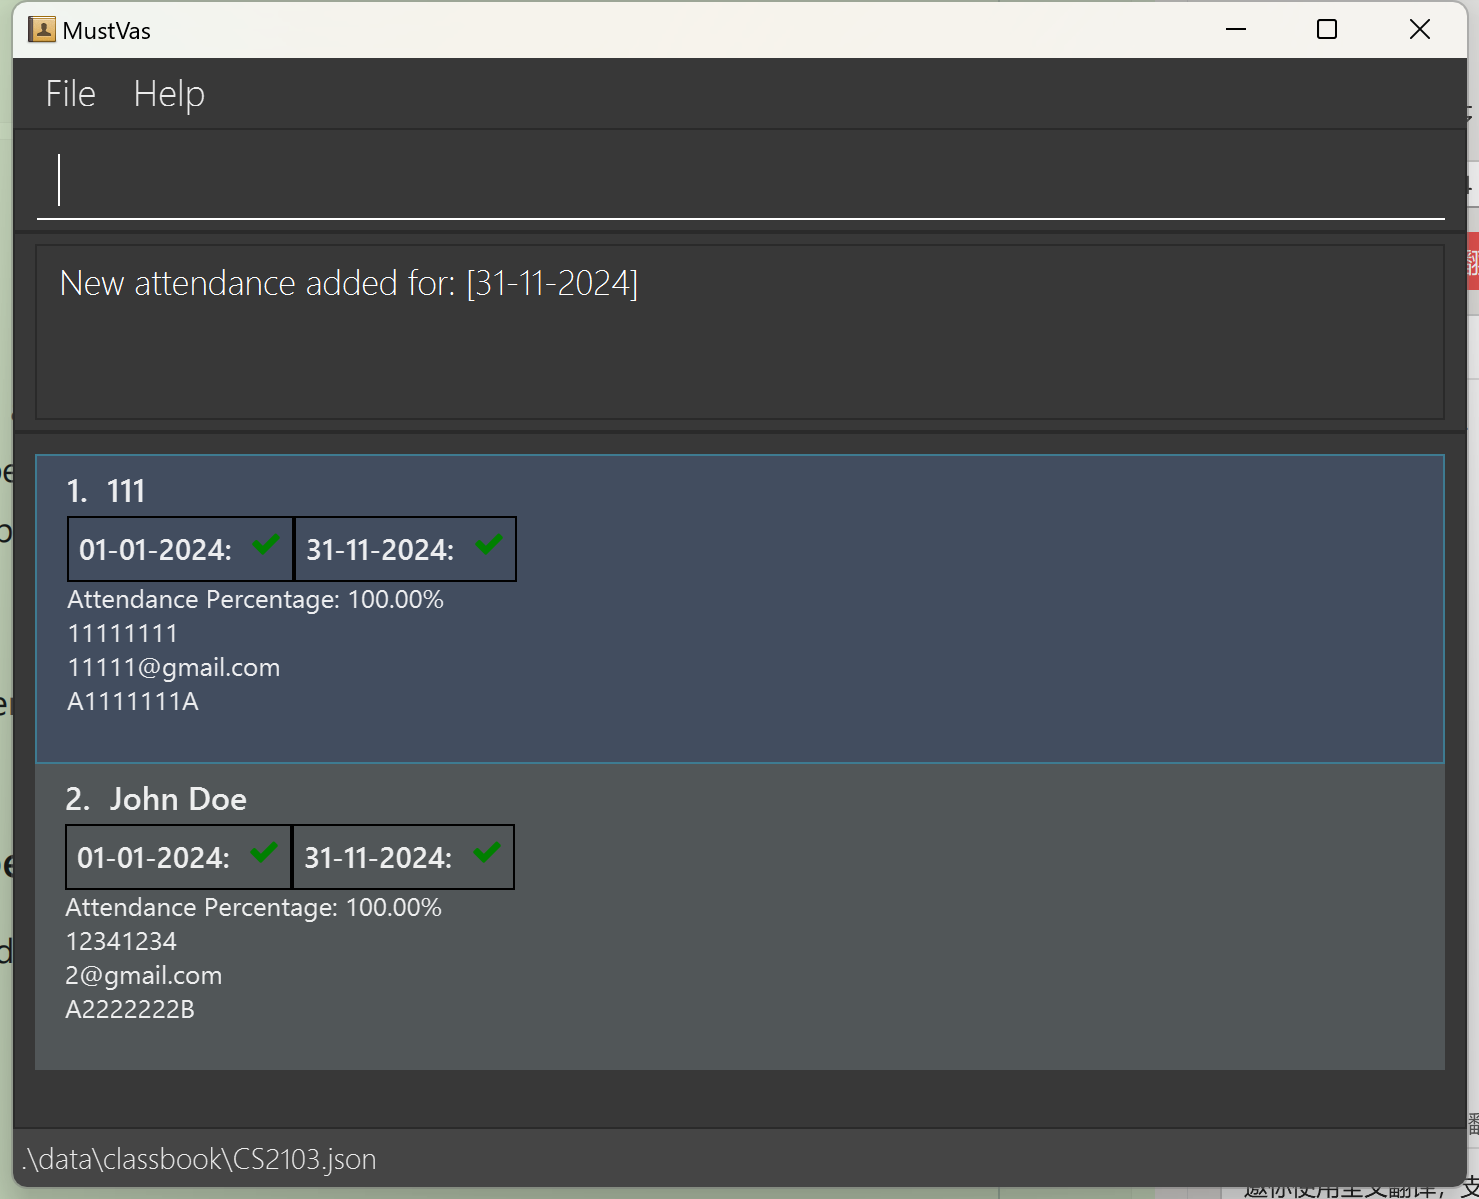 MustVas
File Help
New attendance added for: [31-11-2024]
1. 111
01-01-2024: ✔ 31-11-2024: ✔
Attendance Percentage: 100.00%
11111111
11111@gmail.com
A1111111A
2. John Doe
01-01-2024: ✔ 31-11-2024: ✔
Attendance Percentage: 100.00%
12341234
2@gmail.com
A2222222B
.\data\classbook\CS2103.json